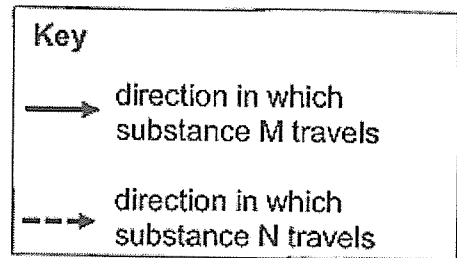 Key
direction in which
substance M travels
direction in which
substance N travels